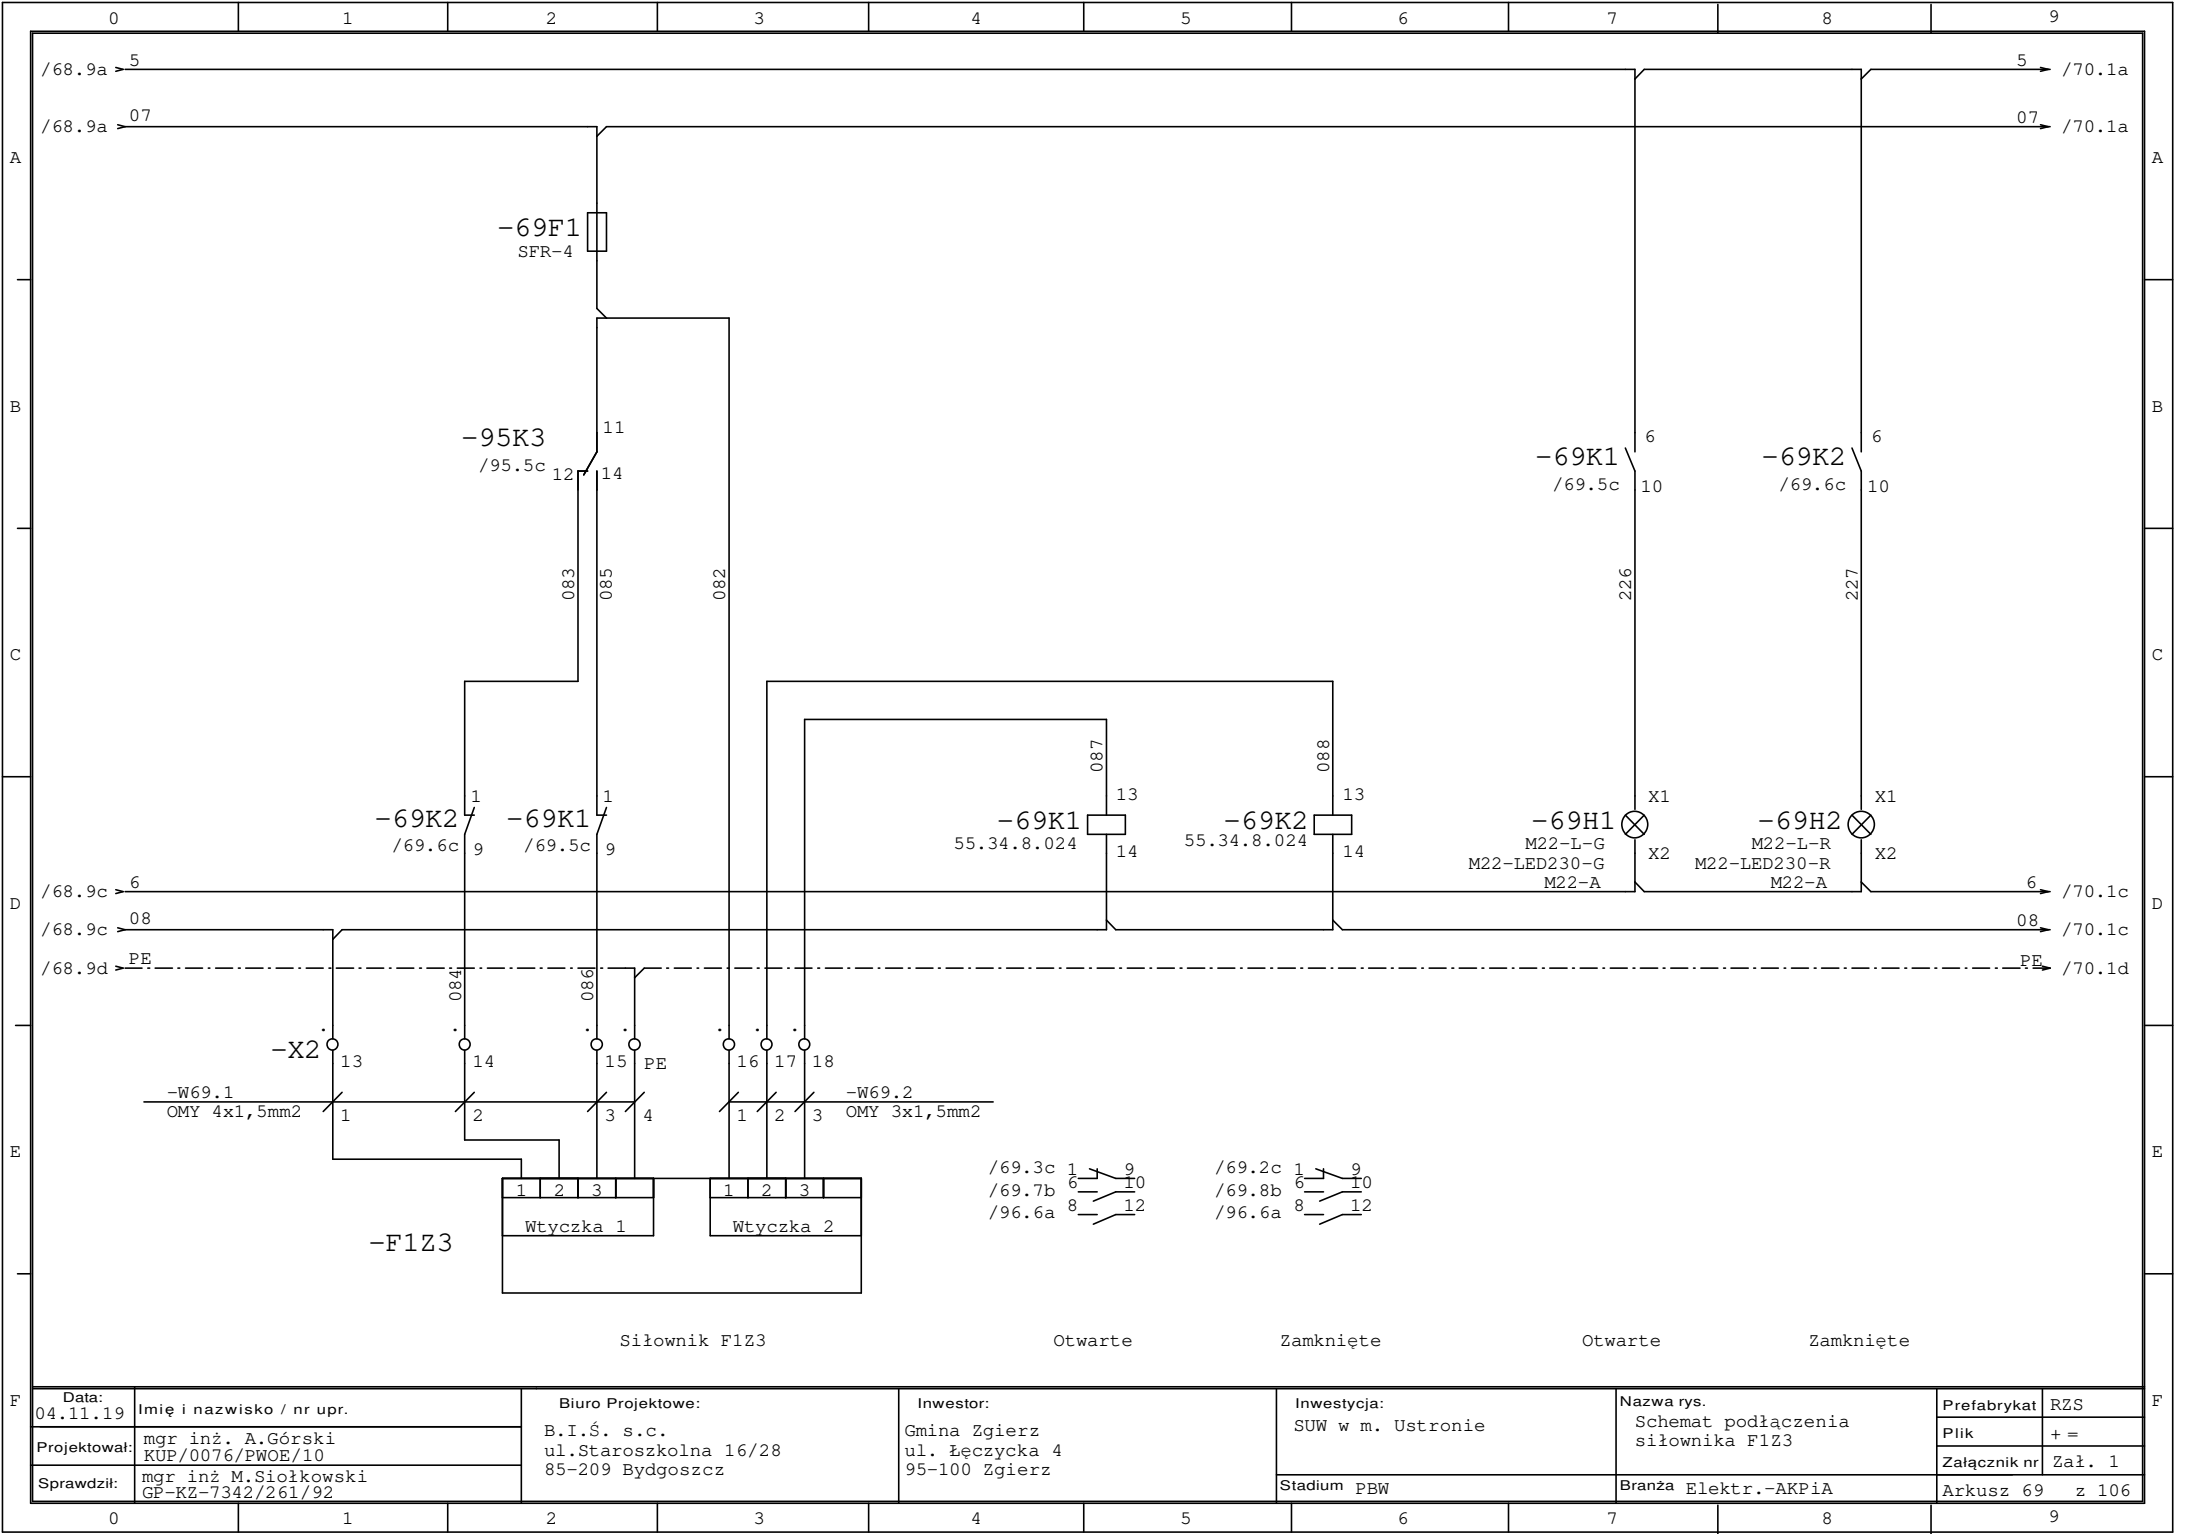 0 1 2 3 4 5 6 7 8 9
/68.9a 5
5 /70.1a
/68.9a 07
07 /70.1a
A A
-69F1
SFR-4
B B
-95K3
/95.5c
11
12 14
-69K1
/69.5c
6
10
-69K2
/69.6c
6
10
083
085
082
226
227
C C
087
088
-69K2
/69.6c
1
9
-69K1
/69.5c
1
9
-69K1
55.34.8.024
13
14
-69K2
55.34.8.024
13
14
-69H1
M22-L-G
M22-LED230-G
M22-A
X1
X2
-69H2
M22-L-R
M22-LED230-R
M22-A
X1
X2
/68.9c 6
6 /70.1c
D D
/68.9c 08
08 /70.1c
/68.9d PE
PE /70.1d
084
086
-X2 13 14 15 PE 16 17 18
-W69.1
OMY 4x1,5mm2
1 2 3 4
1 2 3
-W69.2
OMY 3x1,5mm2
E E
/69.3c 1 9
/69.7b 6 10
/96.6a 8 12
/69.2c 1 9
/69.8b 6 10
/96.6a 8 12
1 2 3
Wtyczka 1
1 2 3
Wtyczka 2
-F1Z3
Siłownik F1Z3
Otwarte
Zamknięte
Otwarte
Zamknięte
F F
Data:
04.11.19
Imię i nazwisko / nr upr.
Projektował:
mgr inż. A.Górski
KUP/0076/PWOE/10
Sprawdził:
mgr inż M.Siołkowski
GP-KZ-7342/261/92
Biuro Projektowe:
B.I.Ś. s.c.
ul.Staroszkolna 16/28
85-209 Bydgoszcz
Inwestor:
Gmina Zgierz
ul. Łęczycka 4
95-100 Zgierz
Inwestycja:
SUW w m. Ustronie
Stadium PBW
Nazwa rys.
Schemat podłączenia
siłownika F1Z3
Branża Elektr.-AKPiA
Prefabrykat RZS
Plik + =
Załącznik nr Zał. 1
Arkusz 69 z 106
0 1 2 3 4 5 6 7 8 9